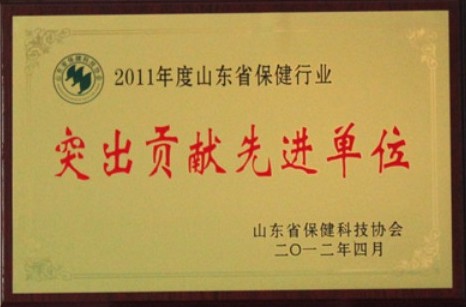 2011年度山东省保健行业
突出贡献先进单位
山东省保健科技协会
二〇一二年四月